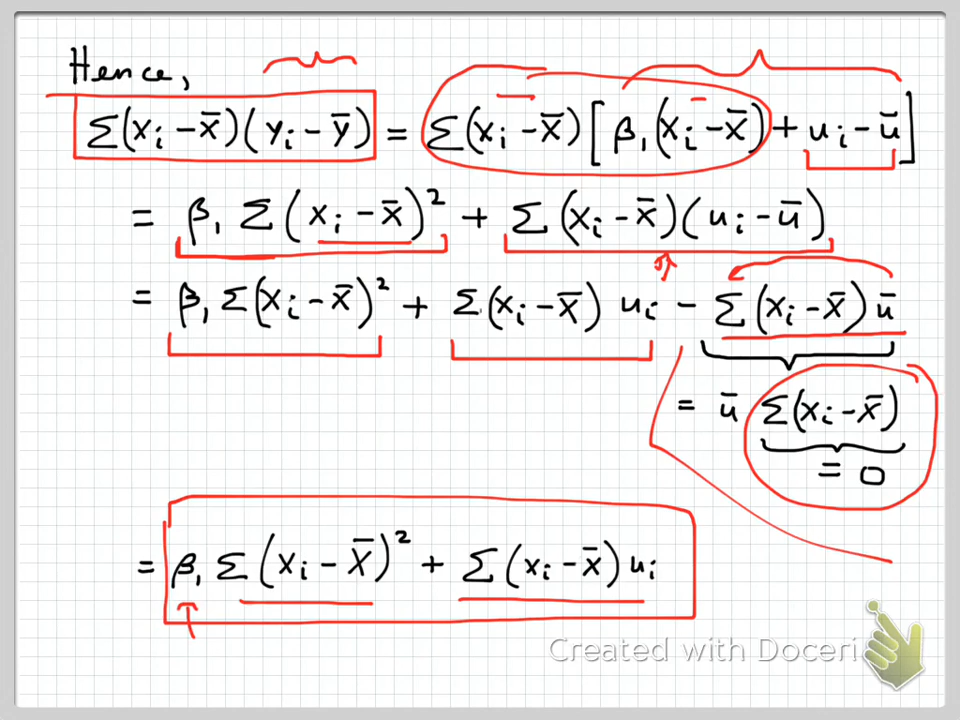 Hence,
Σ(xᵢ − x̄)(yᵢ − ȳ) = Σ(xᵢ − x̄)[β₁(xᵢ − x̄) + uᵢ − ū]
= β₁ Σ(xᵢ − x̄)² + Σ(xᵢ − x̄)(uᵢ − ū)
= β₁ Σ(xᵢ − x̄)² + Σ(xᵢ − x̄) uᵢ − Σ(xᵢ − x̄) ū
= ū Σ(xᵢ − x̄)
= 0
= β₁ Σ(xᵢ − x̄)² + Σ(xᵢ − x̄) uᵢ
Created with Doceri